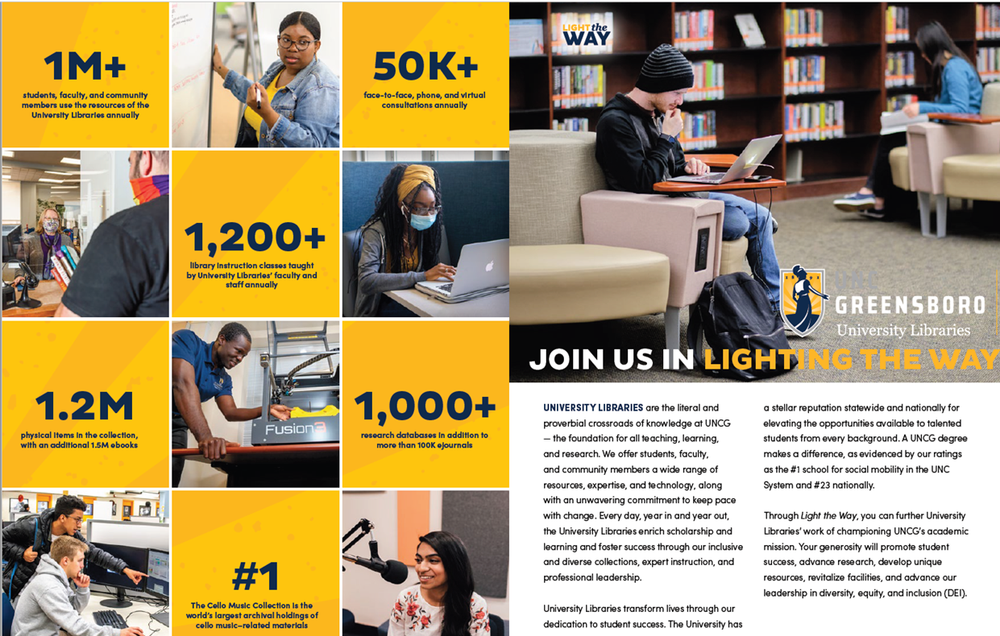 1M+
students, faculty, and community
members use the resources of the
University Libraries annually
50K+
face-to-face, phone, and virtual
consultations annually
1,200+
library instruction classes taught
by University Libraries' faculty and
staff annually
1.2M
physical items in the collection,
with an additional 1.5M ebooks
Fusion3
1,000+
research databases in addition to
more than 100K ejournals
#1
The Cello Music Collection is the
world's largest archival holdings of
cello music–related materials
LIGHT the
WAY
UNC
GREENSBORO
University Libraries
JOIN US IN LIGHTING THE WAY
UNIVERSITY LIBRARIES are the literal and
proverbial crossroads of knowledge at UNCG
— the foundation for all teaching, learning,
and research. We offer students, faculty,
and community members a wide range of
resources, expertise, and technology, along
with an unwavering commitment to keep pace
with change. Every day, year in and year out,
the University Libraries enrich scholarship and
learning and foster success through our inclusive
and diverse collections, expert instruction, and
professional leadership.
University Libraries transform lives through our
dedication to student success. The University has
a stellar reputation statewide and nationally for
elevating the opportunities available to talented
students from every background. A UNCG degree
makes a difference, as evidenced by our ratings
as the #1 school for social mobility in the UNC
System and #23 nationally.
Through Light the Way, you can further University
Libraries' work of championing UNCG's academic
mission. Your generosity will promote student
success, advance research, develop unique
resources, revitalize facilities, and advance our
leadership in diversity, equity, and inclusion (DEI).